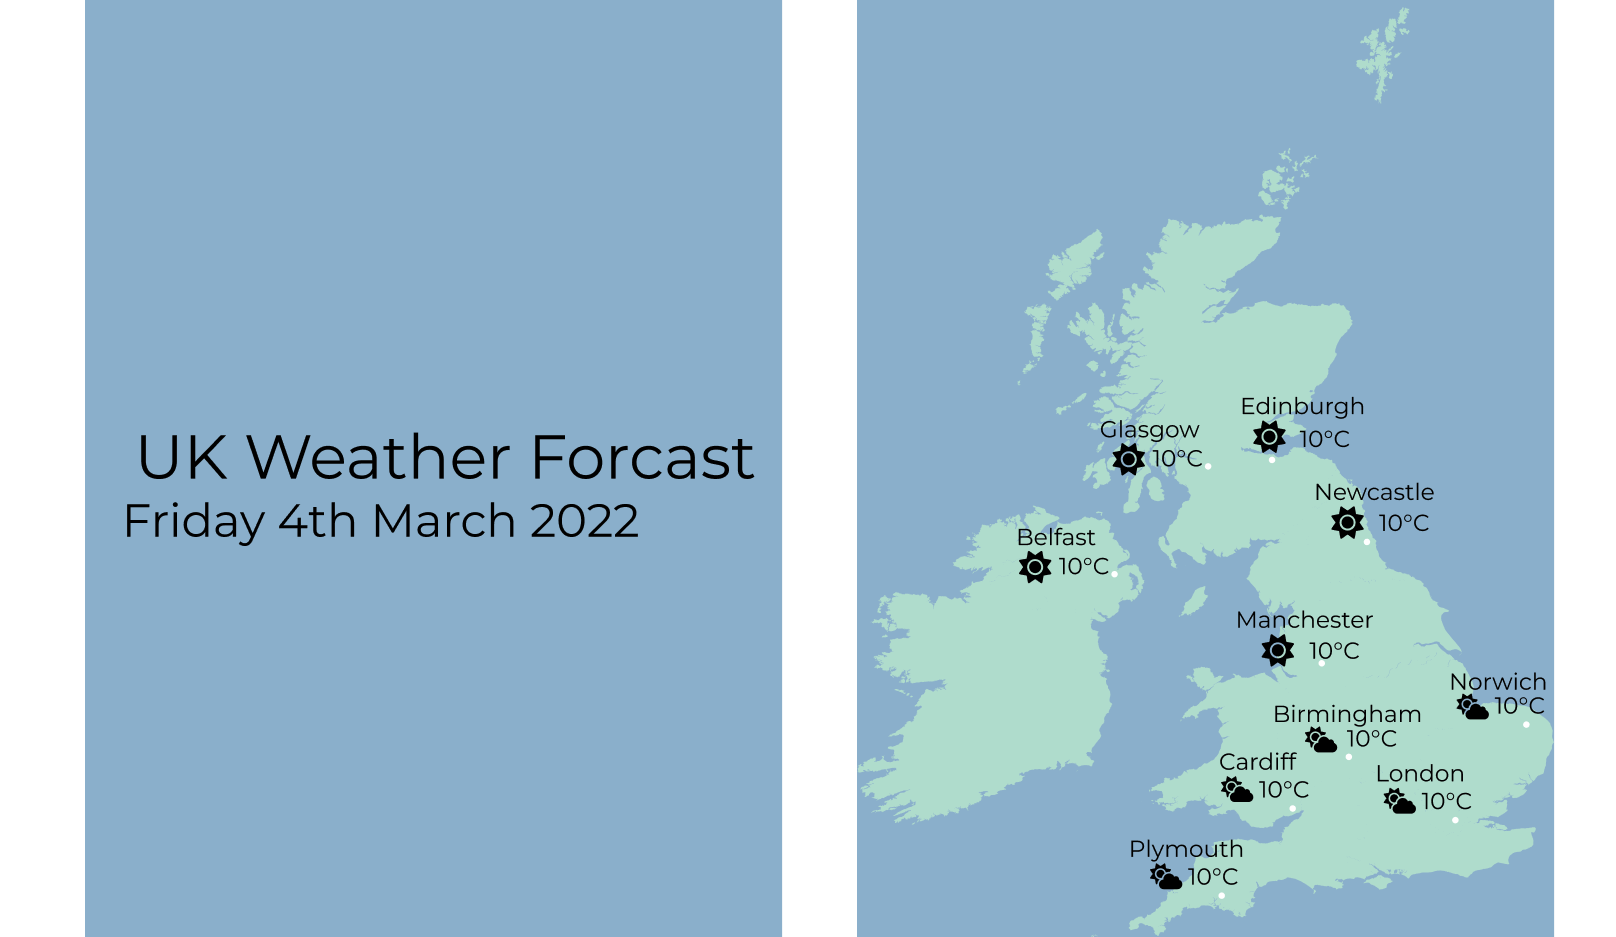 UK Weather Forcast
Friday 4th March 2022
Edinburgh
10°C
Glasgow
10°C
Newcastle
10°C
Belfast
10°C
Manchester
10°C
Norwich
10°C
Birmingham
10°C
Cardiff
10°C
London
10°C
Plymouth
10°C